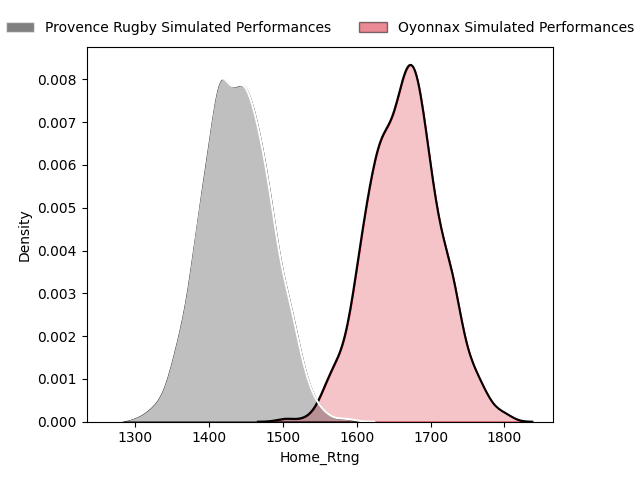 Provence Rugby Simulated Performances
Oyonnax Simulated Performances
0.008
0.007
0.006
0.005
0.004
0.003
0.002
0.001
0.000
Density
1300 1400 1500 1600 1700 1800
Home_Rtng